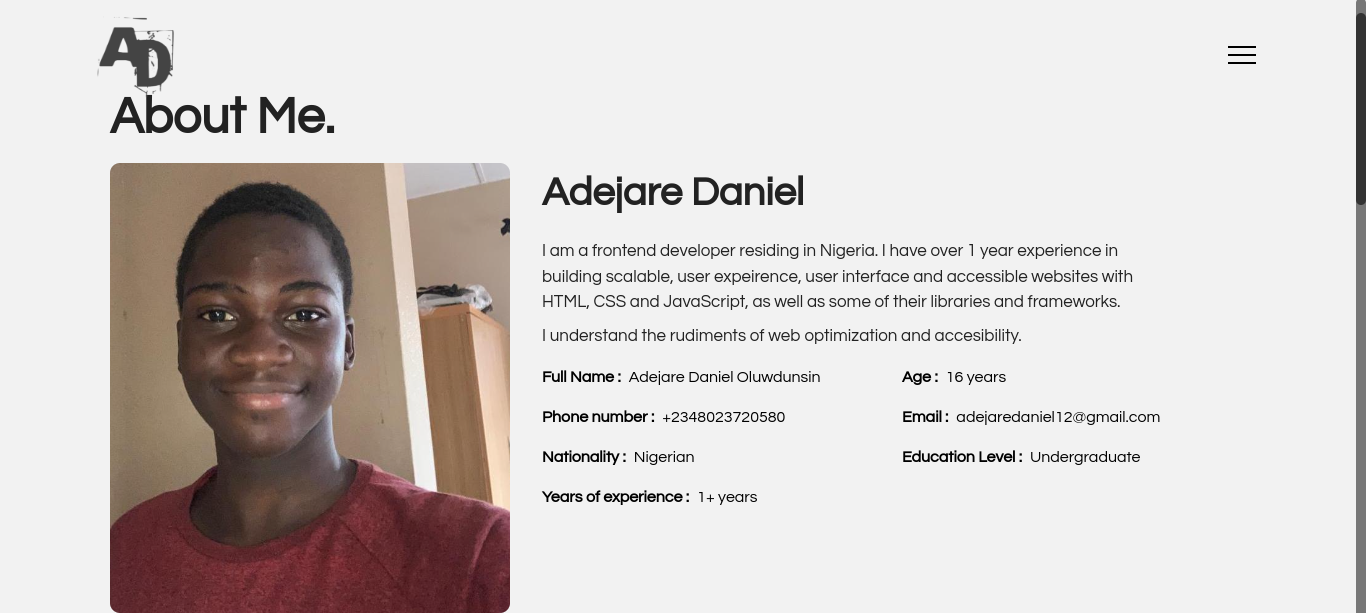 AD
About Me.
Adejare Daniel
I am a frontend developer residing in Nigeria. I have over 1 year experience in
building scalable, user expeirence, user interface and accessible websites with
HTML, CSS and JavaScript, as well as some of their libraries and frameworks.
I understand the rudiments of web optimization and accesibility.
Full Name : Adejare Daniel Oluwdunsin
Age : 16 years
Phone number : +2348023720580
Email : adejaredaniel12@gmail.com
Nationality : Nigerian
Education Level : Undergraduate
Years of experience : 1+ years